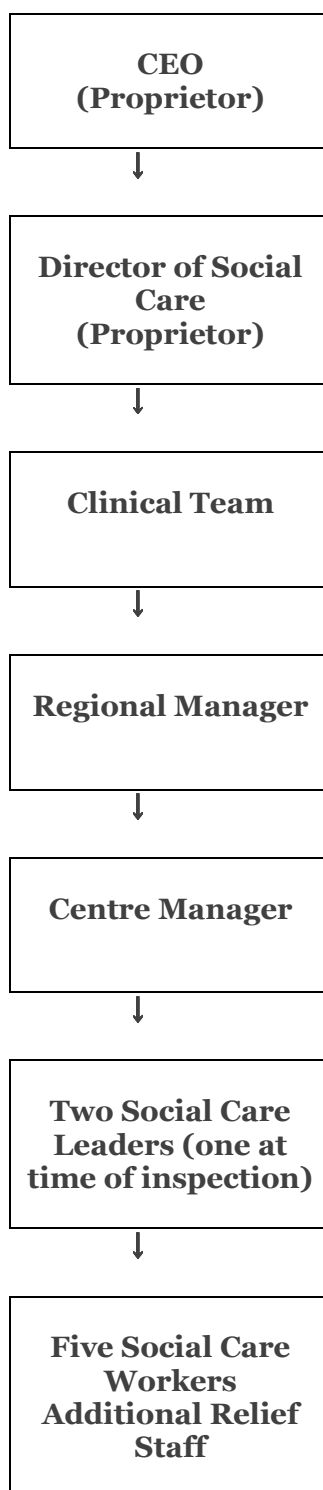 CEO
(Proprietor)
Director of Social
Care
(Proprietor)
Clinical Team
Regional Manager
Centre Manager
Two Social Care
Leaders (one at
time of inspection)
Five Social Care
Workers
Additional Relief
Staff